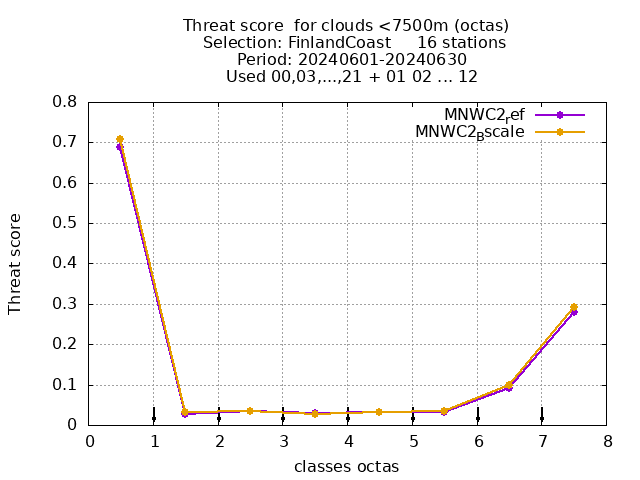 Threat score  for clouds <7500m (octas)
Selection: FinlandCoast     16 stations
Period: 20240601-20240630
Used 00,03,...,21 + 01 02 ... 12
MNWC2ref
MNWC2Bscale
0.8
0.7
0.6
0.5
0.4
0.3
0.2
0.1
0
Threat score
0 1 2 3 4 5 6 7 8
classes octas